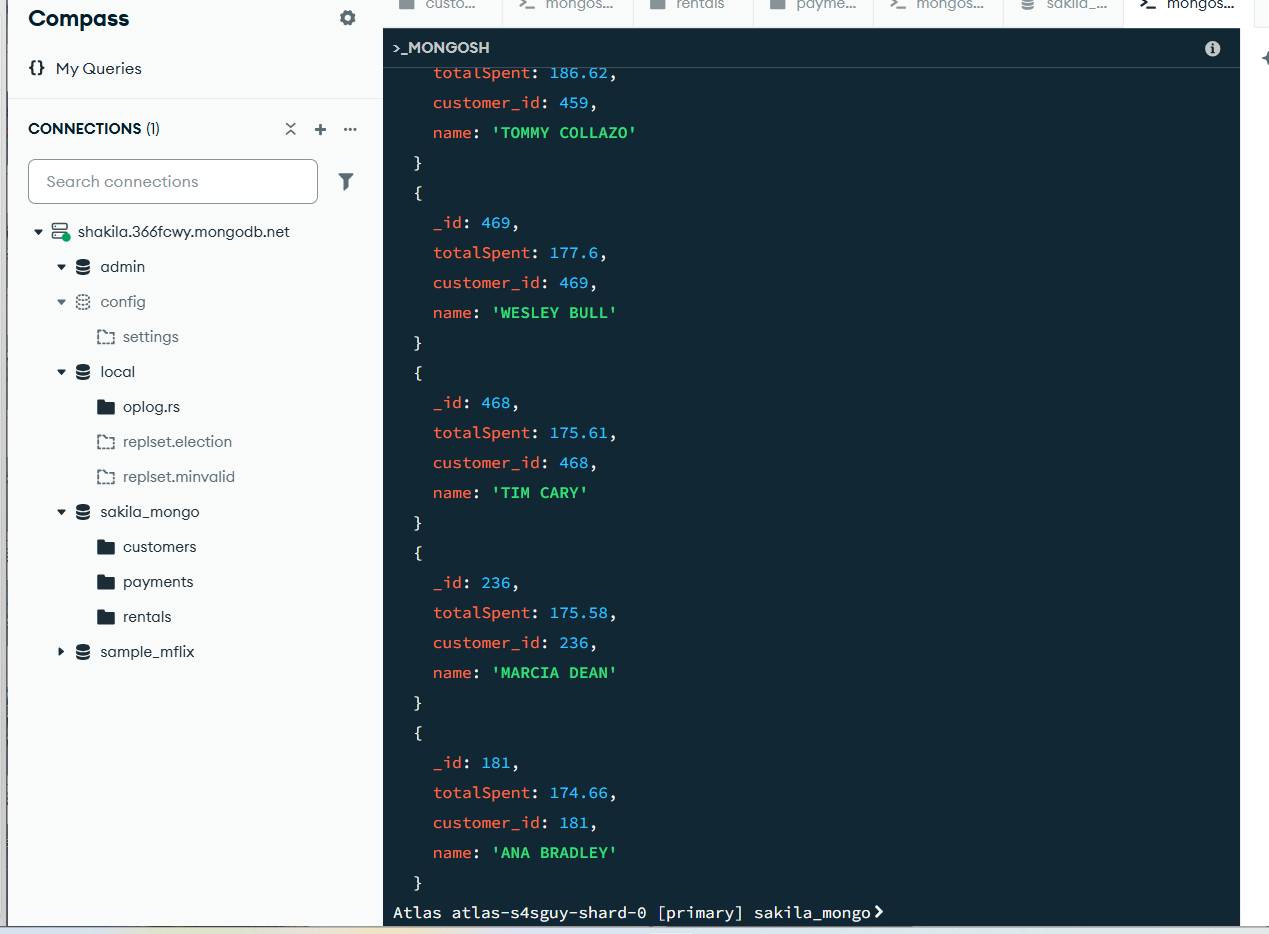 Compass
{} My Queries
CONNECTIONS (1)
Search connections
shakila.366fcwy.mongodb.net
admin
config
settings
local
oplog.rs
replset.election
replset.minvalid
sakila_mongo
customers
payments
rentals
sample_mflix
custo... >_ mongos... rentals payme... >_ mongos... sakila_... >_ mongos...
>_MONGOSH
totalSpent: 186.62,
customer_id: 459,
name: 'TOMMY COLLAZO'
}
{
_id: 469,
totalSpent: 177.6,
customer_id: 469,
name: 'WESLEY BULL'
}
{
_id: 468,
totalSpent: 175.61,
customer_id: 468,
name: 'TIM CARY'
}
{
_id: 236,
totalSpent: 175.58,
customer_id: 236,
name: 'MARCIA DEAN'
}
{
_id: 181,
totalSpent: 174.66,
customer_id: 181,
name: 'ANA BRADLEY'
}
Atlas atlas-s4sguy-shard-0 [primary] sakila_mongo>